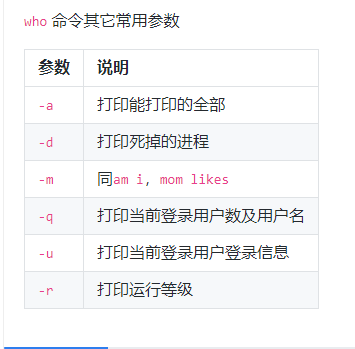 who 命令其它常用参数
参数 说明
-a 打印能打印的全部
-d 打印死掉的进程
-m 同am i, mom likes
-q 打印当前登录用户数及用户名
-u 打印当前登录用户登录信息
-r 打印运行等级